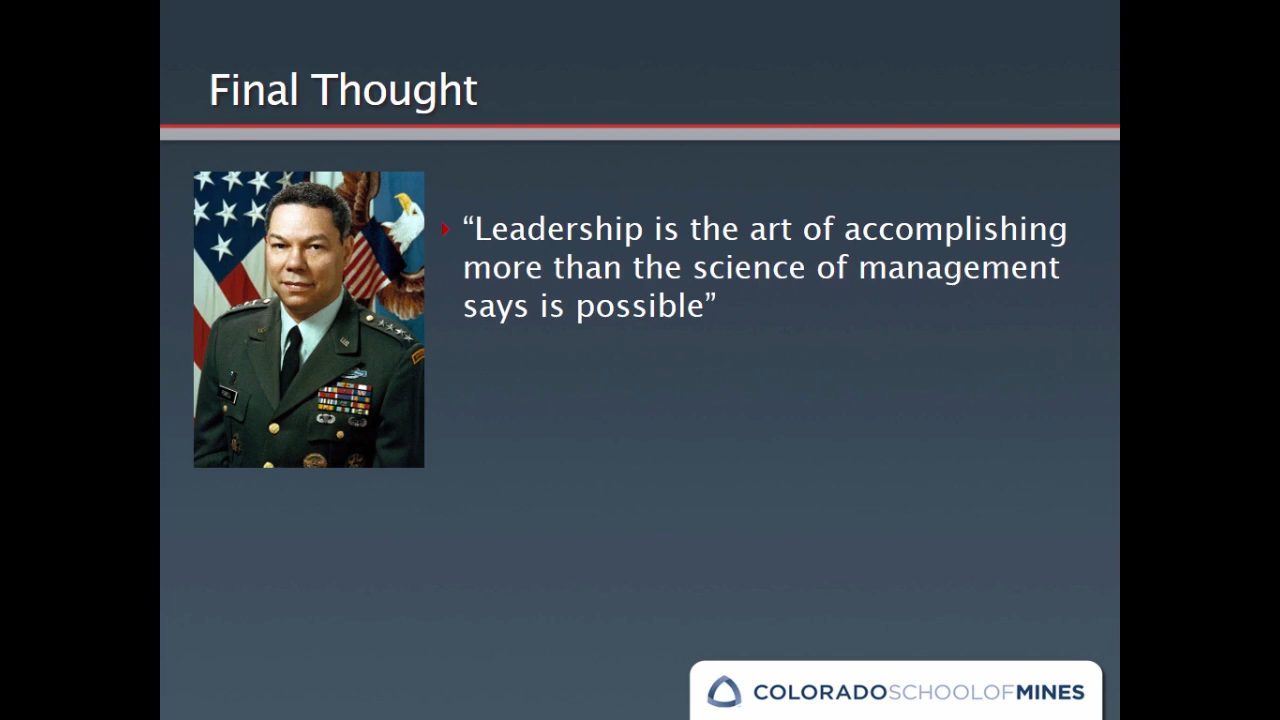 Final Thought
“Leadership is the art of accomplishing
more than the science of management
says is possible”
COLORADOSCHOOLOFMINES